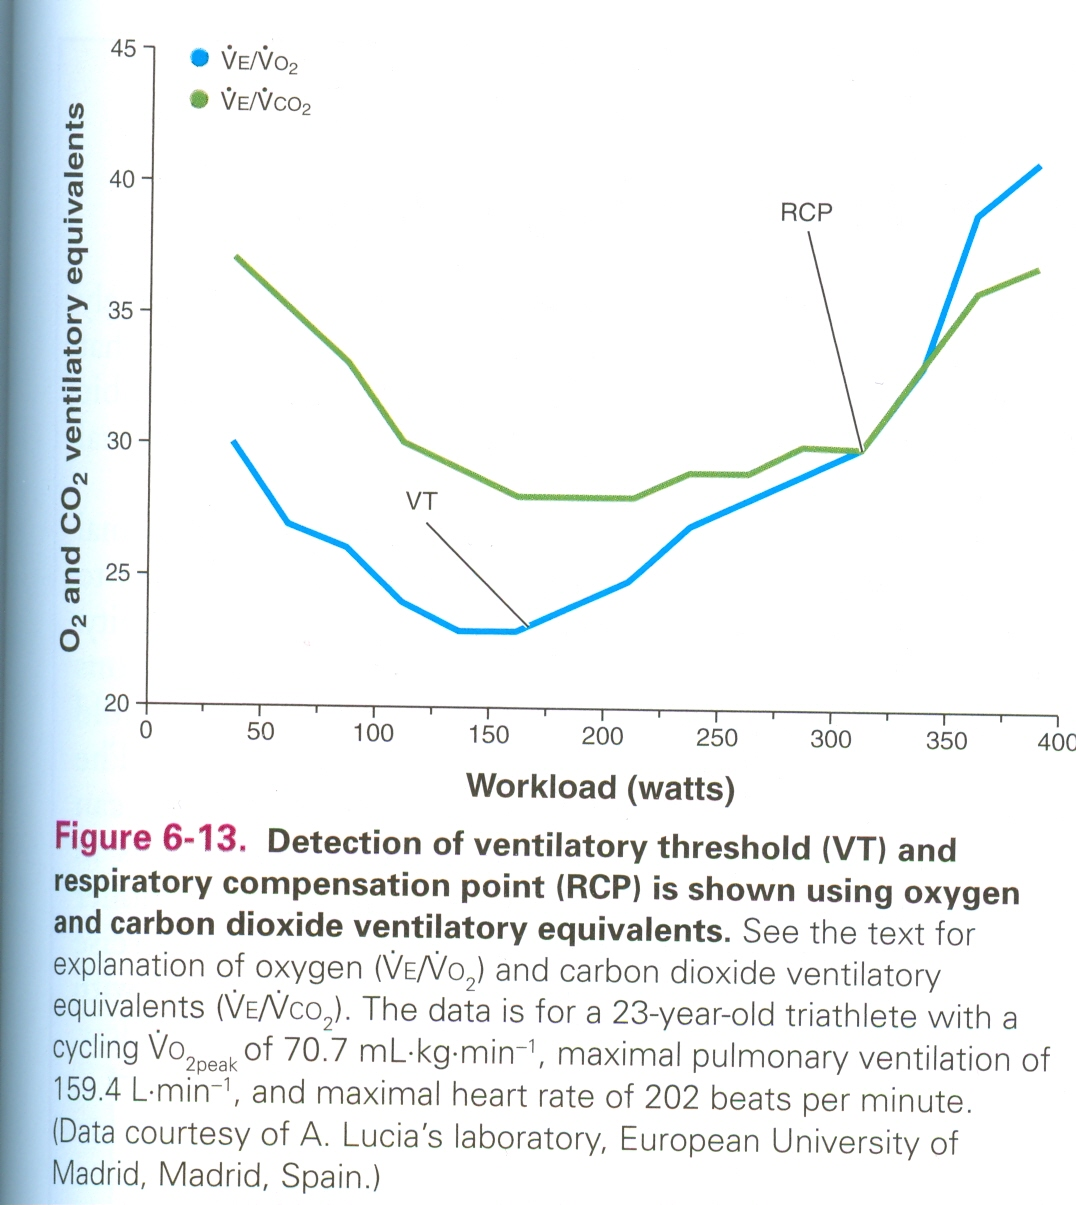 45
V̇E/V̇O₂
V̇E/V̇CO₂
40
RCP
35
30
VT
25
20
O₂ and CO₂ ventilatory equivalents
0 50 100 150 200 250 300 350 400
Workload (watts)
Figure 6-13. Detection of ventilatory threshold (VT) and
respiratory compensation point (RCP) is shown using oxygen
and carbon dioxide ventilatory equivalents. See the text for
explanation of oxygen (V̇E/V̇O₂) and carbon dioxide ventilatory
equivalents (V̇E/V̇CO₂). The data is for a 23-year-old triathlete with a
cycling V̇O₂peak of 70.7 mL·kg·min⁻¹, maximal pulmonary ventilation of
159.4 L·min⁻¹, and maximal heart rate of 202 beats per minute.
(Data courtesy of A. Lucia's laboratory, European University of
Madrid, Madrid, Spain.)